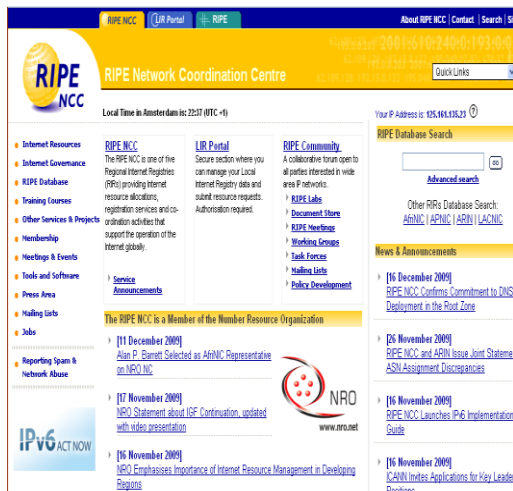 RIPE NCC
LIR Portal
RIPE
About RIPE NCC | Contact | Search |
RIPE
NCC
RIPE Network Coordination Centre
Quick Links
Local Time in Amsterdam is: 22:37 (UTC +1)
Your IP Address is: 125.161.135.23
Internet Resources
Internet Governance
RIPE Database
Training Courses
Other Services & Projects
Membership
Meetings & Events
Tools and Software
Press Area
Mailing Lists
Jobs
Reporting Spam &
Network Abuse
IPv6 ACT NOW
RIPE NCC
The RIPE NCC is one of five
Regional Internet Registries
(RIRs) providing Internet
resource allocations,
registration services and co-
ordination activities that
support the operation of the
Internet globally.
Service
Announcements
LIR Portal
Secure section where you
can manage your Local
Internet Registry data and
submit resource requests.
Authorisation required.
RIPE Community
A collaborative forum open to
all parties interested in wide
area IP networks.
RIPE Labs
Document Store
RIPE Meetings
Working Groups
Task Forces
Mailing Lists
Policy Development
The RIPE NCC is a Member of the Number Resource Organization
[11 December 2009]
Alan P. Barrett Selected as AfriNIC Representative
on NRO NC
[17 November 2009]
NRO Statement about IGF Continuation, updated
with video presentation
[16 November 2009]
NRO Emphasises Importance of Internet Resource Management in Developing
Regions
NRO
www.nro.net
RIPE Database Search
GO
Advanced search
Other RIRs Database Search:
AfriNIC | APNIC | ARIN | LACNIC
News & Announcements
[16 December 2009]
RIPE NCC Confirms Commitment to DNS
Deployment in the Root Zone
[26 November 2009]
RIPE NCC and ARIN Issue Joint Stateme
ASN Assignment Discrepancies
[16 November 2009]
RIPE NCC Launches IPv6 Implementation
Guide
[16 November 2009]
ICANN Invites Applications for Key Leade
Positions